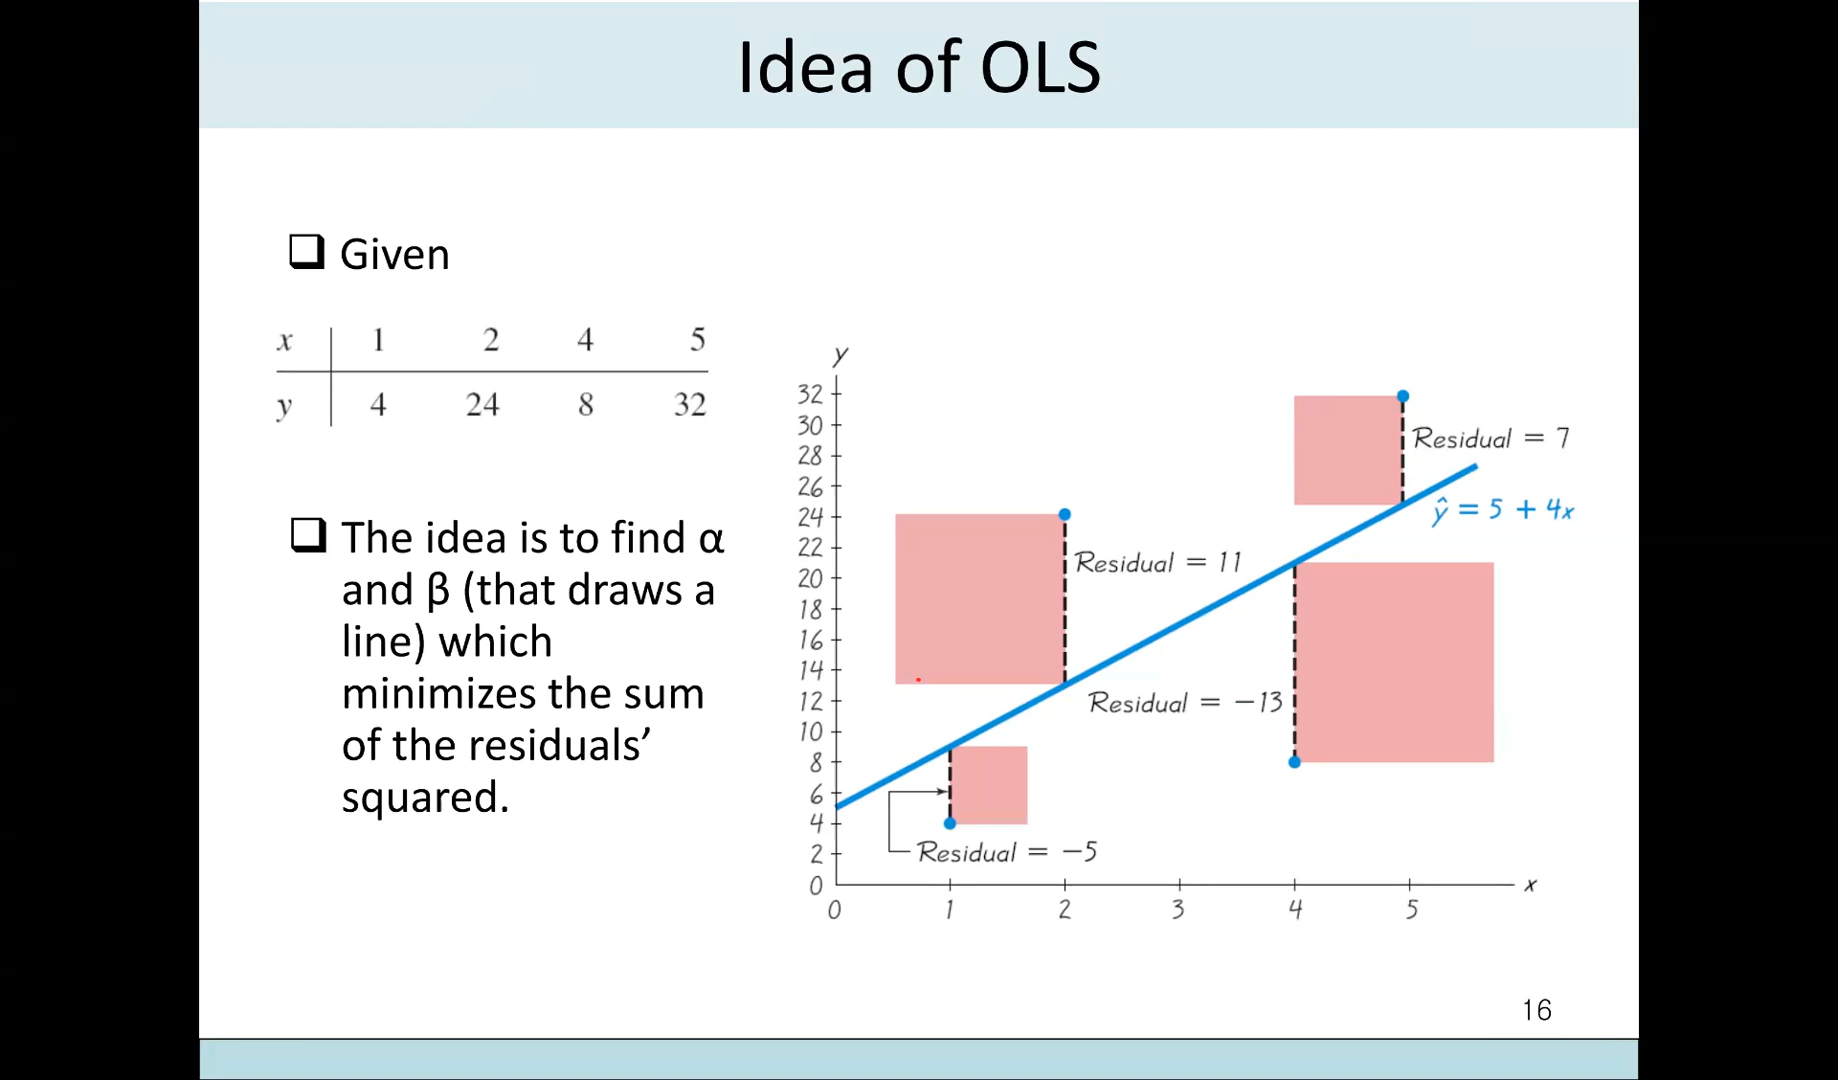 Idea of OLS
❑ Given
x 1 2 4 5
y 4 24 8 32
❑ The idea is to find α
and β (that draws a
line) which
minimizes the sum
of the residuals’
squared.
y
32
30
28
26
24
22
20
18
16
14
12
10
8
6
4
2
0
Residual = 7
ŷ = 5 + 4x
Residual = 11
Residual = −13
Residual = −5
x
0 1 2 3 4 5
16